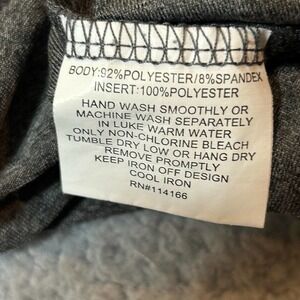 BODY:92%POLYESTER/8%SPANDEX
INSERT:100%POLYESTER
HAND WASH SMOOTHLY OR
MACHINE WASH SEPARATELY
IN LUKE WARM WATER
ONLY NON-CHLORINE BLEACH
TUMBLE DRY LOW OR HANG DRY
REMOVE PROMPTLY
KEEP IRON OFF DESIGN
COOL IRON
RN#114166